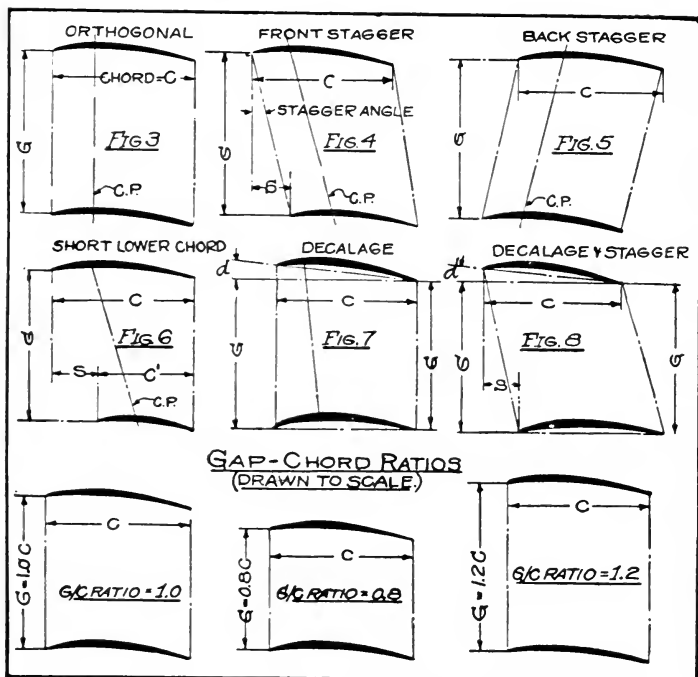 ORTHOGONAL
FRONT STAGGER
BACK STAGGER
CHORD=C
G
FIG 3
C.P.
C
STAGGER ANGLE
G
FIG. 4
S
C.P.
C
G
FIG. 5
C.P.
SHORT LOWER CHORD
DECALAGE
DECALAGE & STAGGER
C
G
FIG 6
S
C'
C.P.
d
C
G
FIG. 7
G
d
C
G
FIG. 8
S
G
GAP-CHORD RATIOS
(DRAWN TO SCALE.)
C
G=1.0C
G/C RATIO = 1.0
C
G=0.8C
G/C RATIO = 0.8
C
G=1.2C
G/C RATIO = 1.2